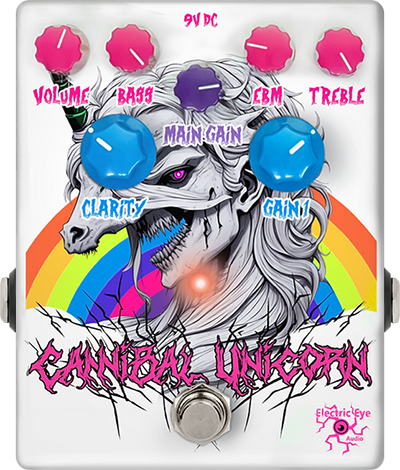 9V DC
VOLUME BASS EBM TREBLE
MAIN GAIN
CLARITY GAIN 1
CANNIBAL UNICORN
Electric Eye
Audio